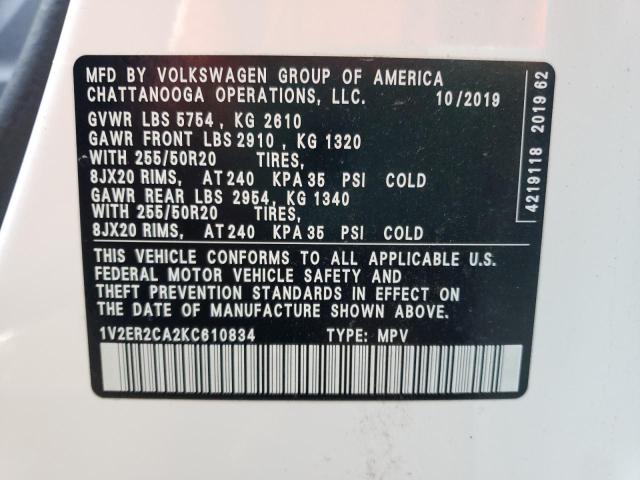 MFD BY VOLKSWAGEN GROUP OF AMERICA
CHATTANOOGA OPERATIONS, LLC. 10/2019
GVWR LBS 5754 , KG 2610
GAWR FRONT LBS 2910 , KG 1320
WITH 255/50R20 TIRES,
8JX20 RIMS, AT 240 KPA 35 PSI COLD
GAWR REAR LBS 2954, KG 1340
WITH 255/50R20 TIRES,
8JX20 RIMS, AT 240 KPA 35 PSI COLD
THIS VEHICLE CONFORMS TO ALL APPLICABLE U.S.
FEDERAL MOTOR VEHICLE SAFETY AND
THEFT PREVENTION STANDARDS IN EFFECT ON
THE DATE OF MANUFACTURE SHOWN ABOVE.
1V2ER2CA2KC610834 TYPE: MPV
4219118 2019 62